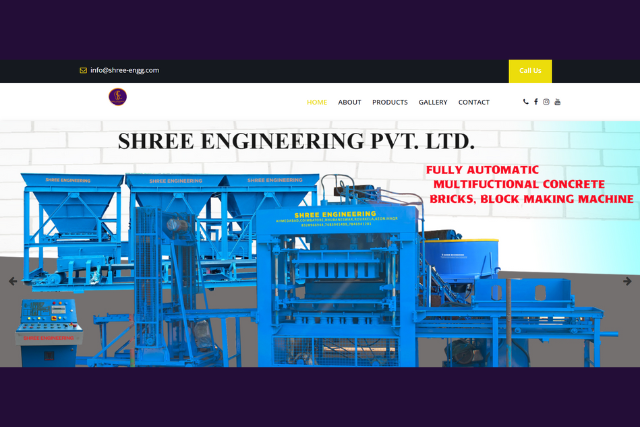 info@shree-engg.com
Call Us
HOME ABOUT PRODUCTS GALLERY CONTACT
SHREE ENGINEERING PVT. LTD.
FULLY AUTOMATIC
MULTIFUCTIONAL CONCRETE
BRICKS, BLOCK MAKING MACHINE
SHREE ENGINEERING SHREE ENGINEERING SHREE ENGINEERING
SHREE ENGINEERING
SHREE ENGINEERING